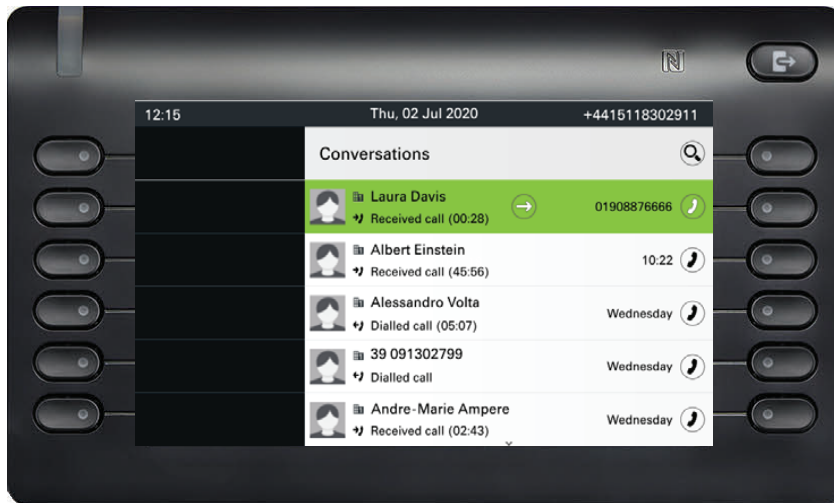 12:15 Thu, 02 Jul 2020 +4415118302911
Conversations
Laura Davis
Received call (00:28) 01908876666
Albert Einstein
Received call (45:56) 10:22
Alessandro Volta
Dialled call (05:07) Wednesday
39 091302799
Dialled call Wednesday
Andre-Marie Ampere
Received call (02:43) Wednesday